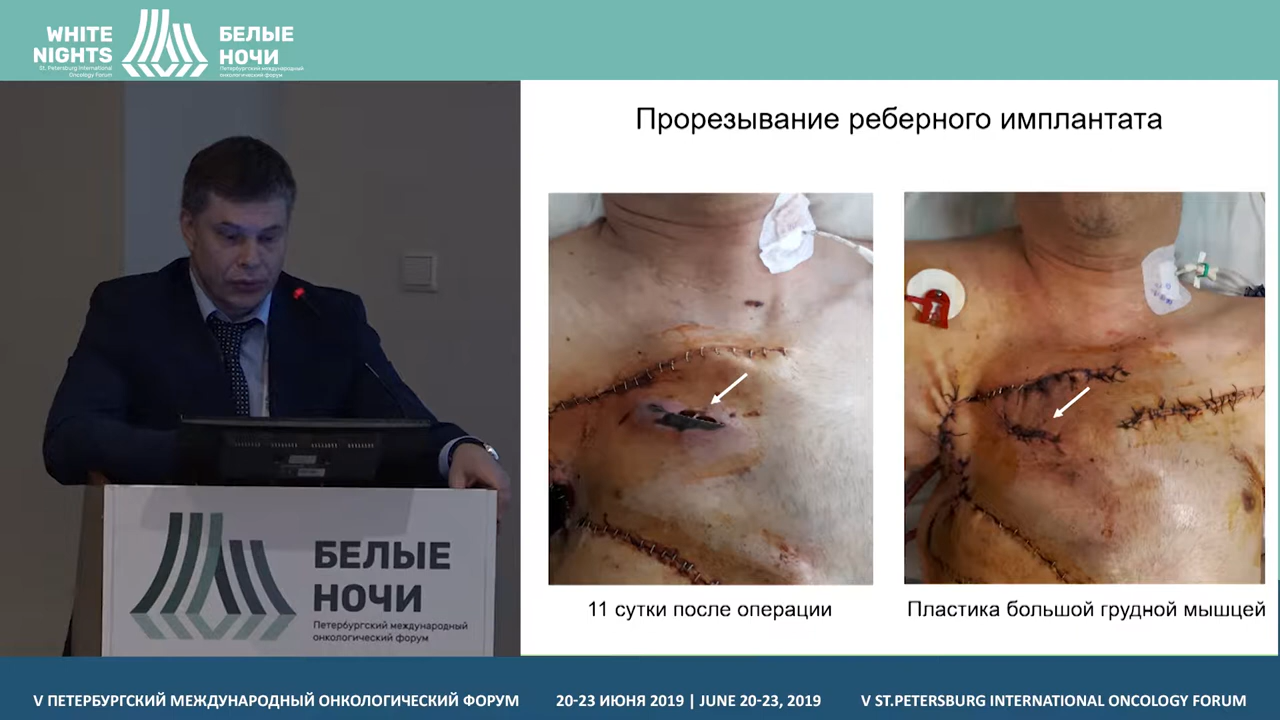 WHITE
NIGHTS
St. Petersburg International
Oncology Forum
БЕЛЫЕ
НОЧИ
Петербургский международный
онкологический форум
Прорезывание реберного имплантата
11 сутки после операции
Пластика большой грудной мышцей
БЕЛЫЕ
НОЧИ
Петербургский международный
онкологический форум
V ПЕТЕРБУРГСКИЙ МЕЖДУНАРОДНЫЙ ОНКОЛОГИЧЕСКИЙ ФОРУМ
20-23 ИЮНЯ 2019 | JUNE 20-23, 2019
V ST.PETERSBURG INTERNATIONAL ONCOLOGY FORUM